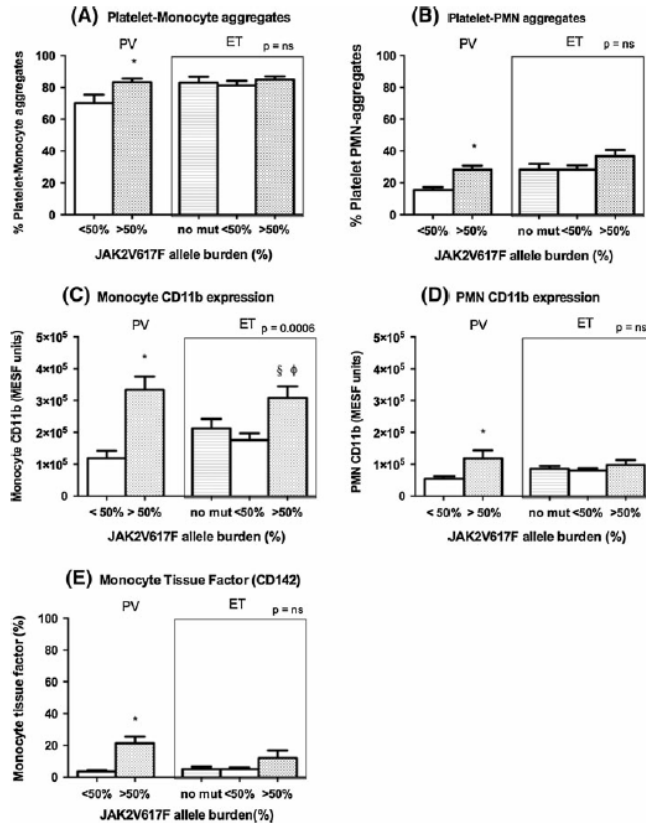 (A) Platelet-Monocyte aggregates
PV
ET
p = ns
*
% Platelet-Monocyte aggregates
100
80
60
40
20
0
<50% >50% no mut <50% >50%
JAK2V617F allele burden (%)
(B) Platelet-PMN aggregates
PV
ET
p = ns
*
% Platelet PMN-aggregates
100
80
60
40
20
0
<50% >50% no mut <50% >50%
JAK2V617F allele burden (%)
(C) Monocyte CD11b expression
PV
ET
p = 0.0006
*
§ ϕ
Monocyte CD11b (MESF units)
5×10⁵
4×10⁵
3×10⁵
2×10⁵
1×10⁵
0
< 50% > 50% no mut <50% >50%
JAK2V617F allele burden (%)
(D) PMN CD11b expression
PV
ET
p = ns
*
PMN CD11b (MESF units)
5×10⁵
4×10⁵
3×10⁵
2×10⁵
1×10⁵
0
< 50% > 50% no mut <50% >50%
JAK2V617F allele burden (%)
(E) Monocyte Tissue Factor (CD142)
PV
ET
p = ns
*
Monocyte tissue factor (%)
100
80
60
40
20
0
<50% >50% no mut <50% >50%
JAK2V617F allele burden(%)